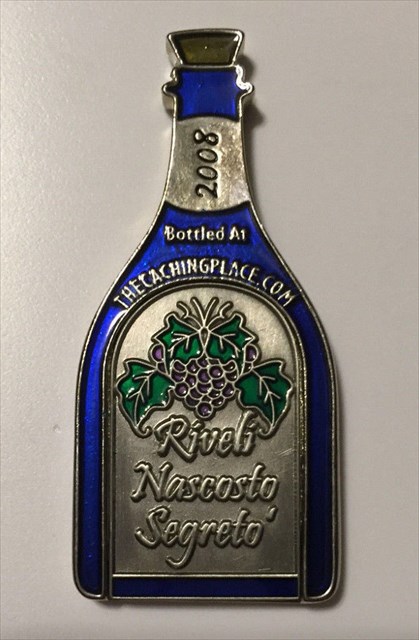 2008
Bottled At
THECACHINGPLACE.COM
Riveli
Nascosto
Segreto'